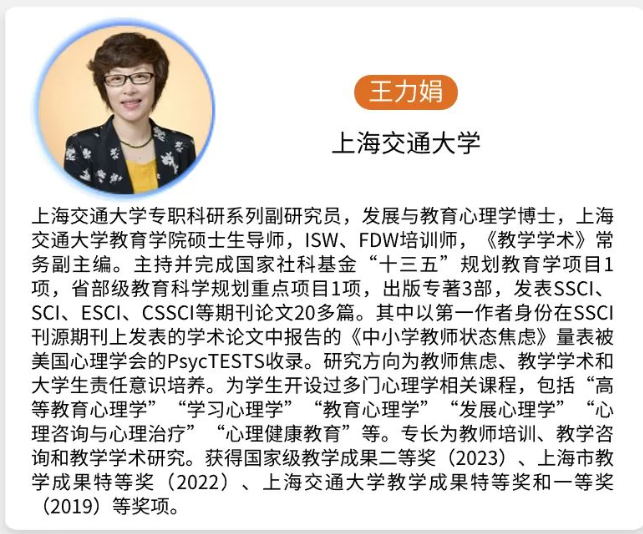 王力娟
上海交通大学
上海交通大学专职科研系列副研究员，发展与教育心理学博士，上海
交通大学教育学院硕士生导师，ISW、FDW培训师，《教学学术》常
务副主编。主持并完成国家社科基金“十三五”规划教育学项目1
项，省部级教育科学规划重点项目1项，出版专著3部，发表SSCI、
SCI、ESCI、CSSCI等期刊论文20多篇。其中以第一作者身份在SSCI
刊源期刊上发表的学术论文中报告的《中小学教师状态焦虑》量表被
美国心理学会的PsycTESTS收录。研究方向为教师焦虑、教学学术和
大学生责任意识培养。为学生开设过多门心理学相关课程，包括“高
等教育心理学”“学习心理学”“教育心理学”“发展心理学”“心
理咨询与心理治疗”“心理健康教育”等。专长为教师培训、教学咨
询和教学学术研究。获得国家级教学成果二等奖（2023）、上海市教
学成果特等奖（2022）、上海交通大学教学成果特等奖和一等奖
（2019）等奖项。